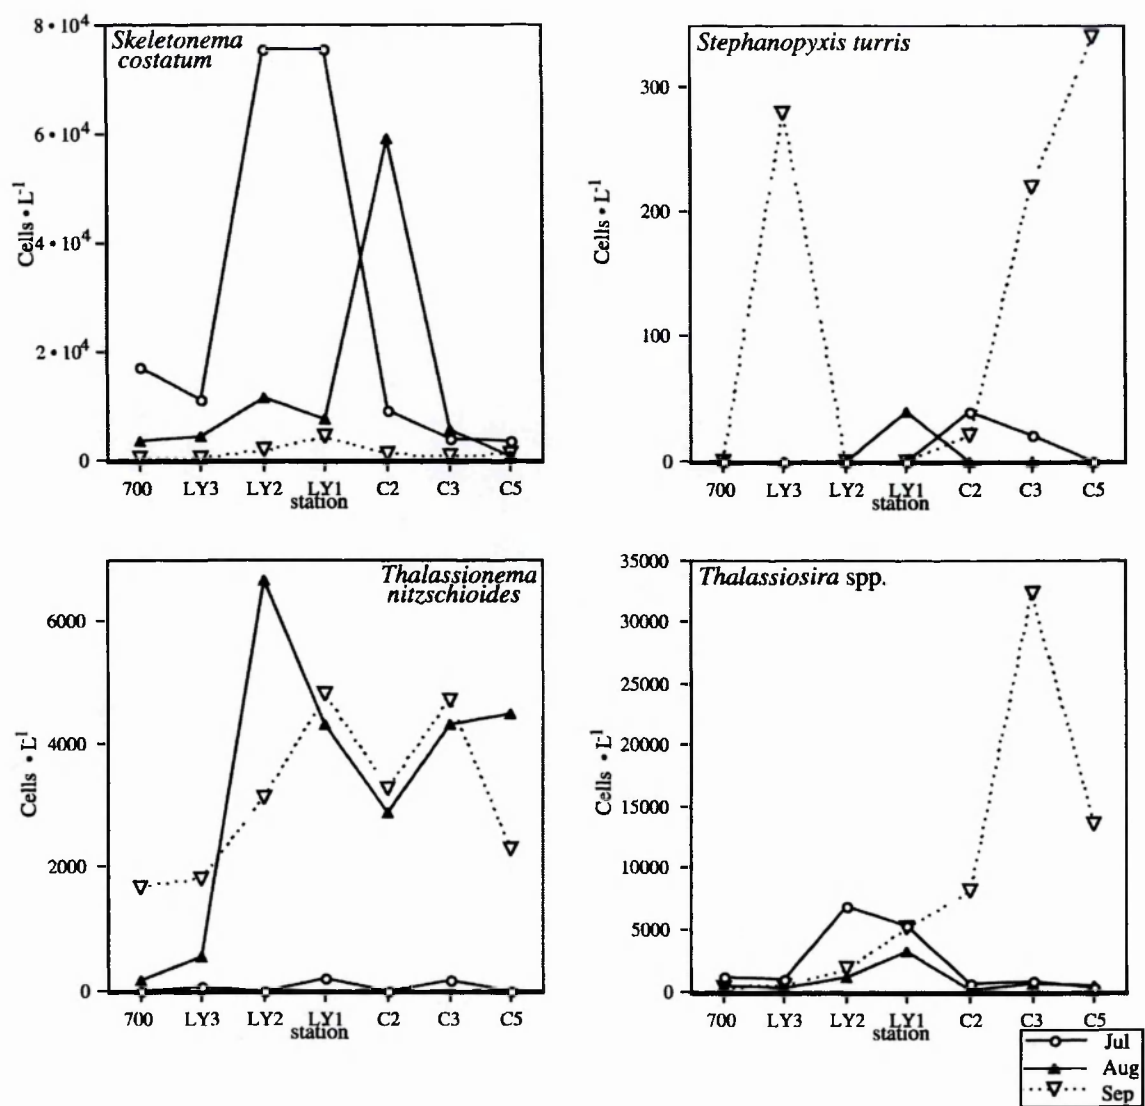 Skeletonema
costatum
8 • 10⁴
6 • 10⁴
4 • 10⁴
2 • 10⁴
0
Cells • L⁻¹
700 LY3 LY2 LY1 C2 C3 C5
station
Stephanopyxis turris
300
200
100
0
Cells • L⁻¹
700 LY3 LY2 LY1 C2 C3 C5
station
Thalassionema
nitzschioides
6000
4000
2000
0
Cells • L⁻¹
700 LY3 LY2 LY1 C2 C3 C5
station
Thalassiosira spp.
35000
30000
25000
20000
15000
10000
5000
0
Cells • L⁻¹
700 LY3 LY2 LY1 C2 C3 C5
station
Jul
Aug
Sep